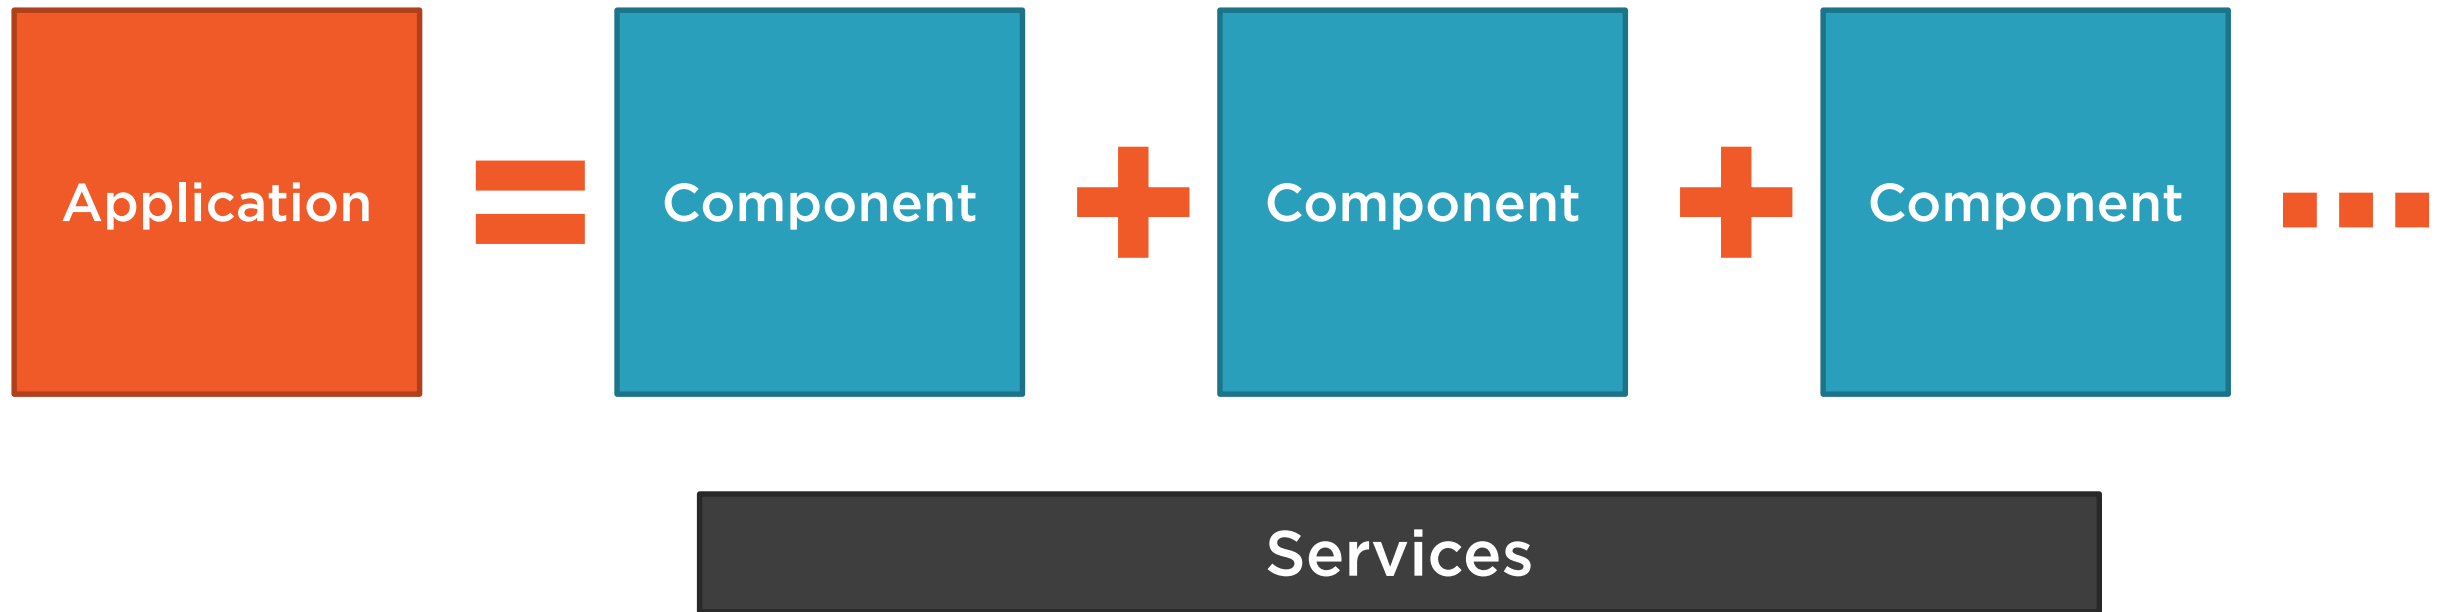 Application = Component + Component + Component ...
Services